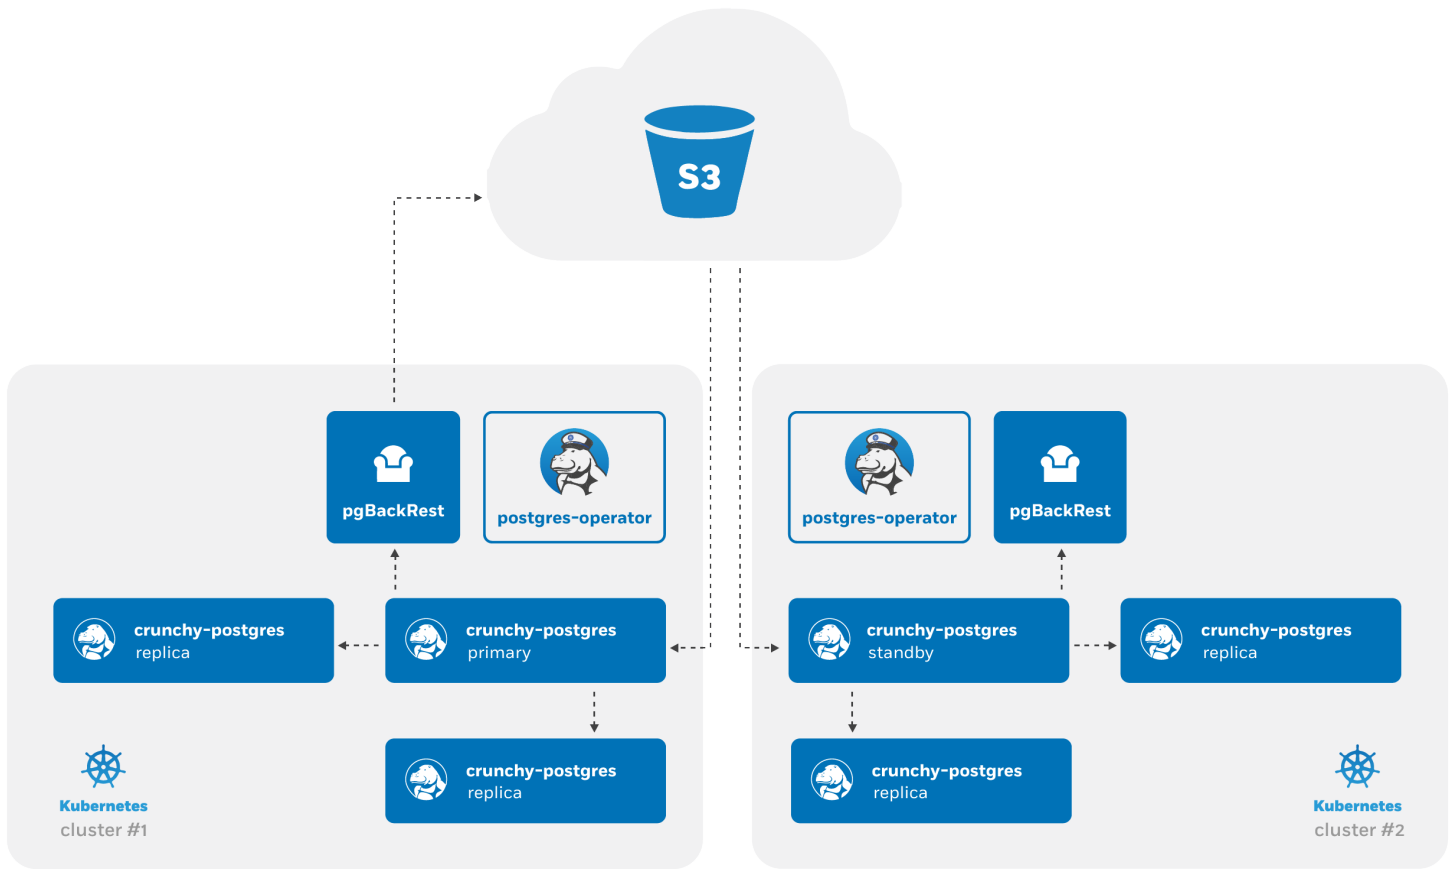 S3
pgBackRest
postgres-operator
crunchy-postgres
replica
crunchy-postgres
primary
crunchy-postgres
replica
Kubernetes
cluster #1
postgres-operator
pgBackRest
crunchy-postgres
standby
crunchy-postgres
replica
crunchy-postgres
replica
Kubernetes
cluster #2